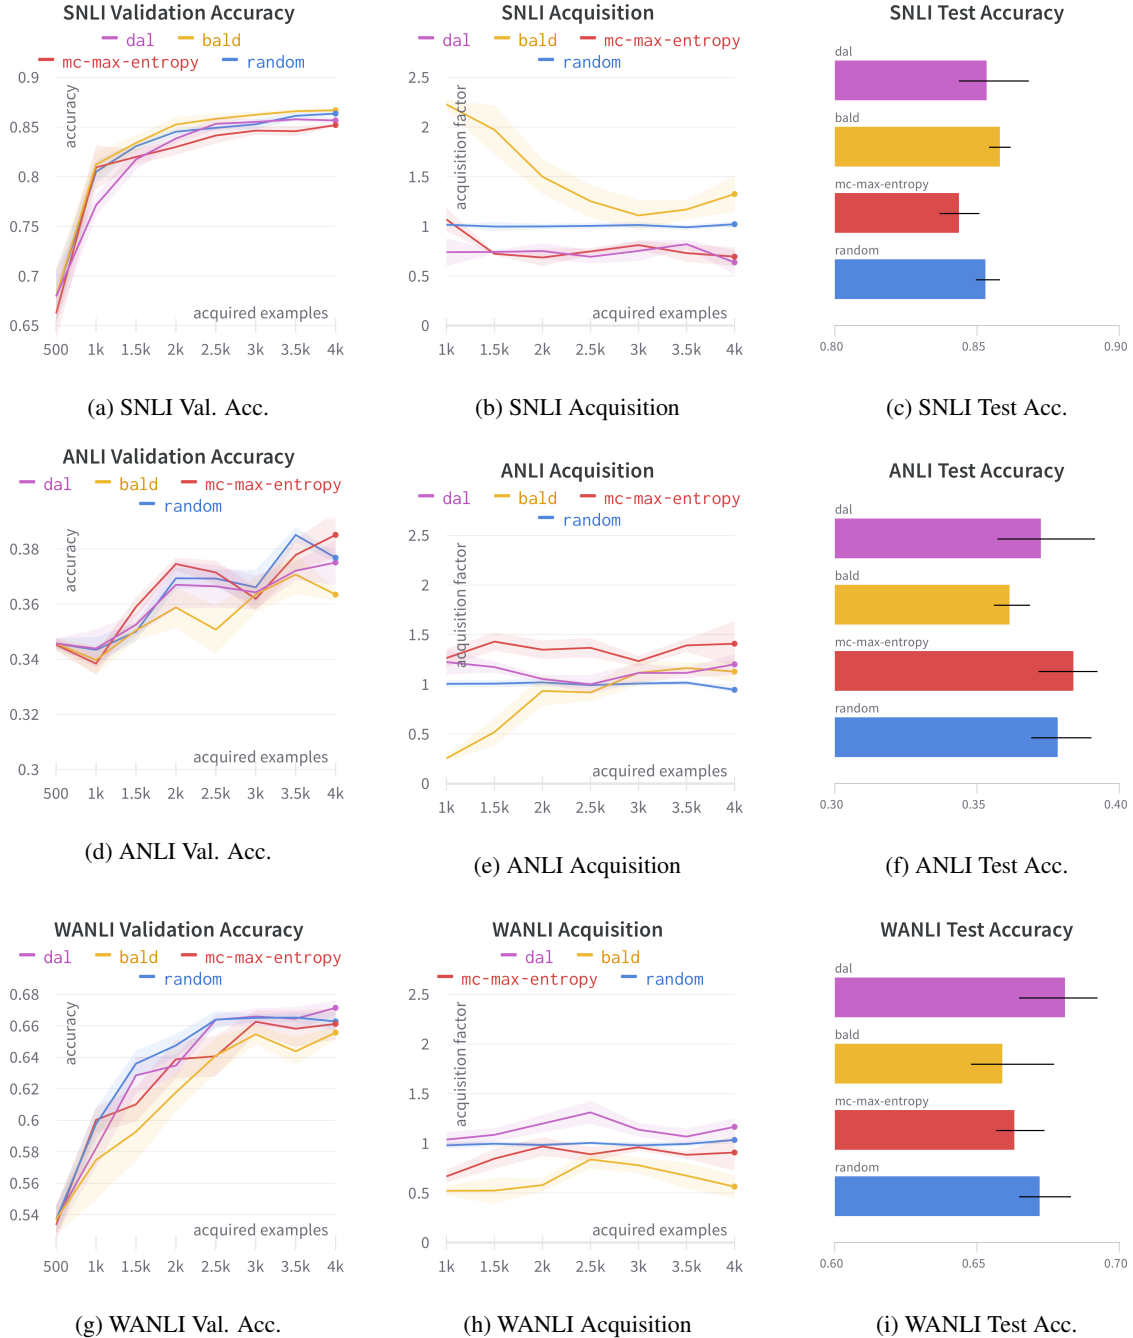 SNLI Validation Accuracy
dal bald
mc-max-entropy random
accuracy
0.9
0.85
0.8
0.75
0.7
0.65
acquired examples
500 1k 1.5k 2k 2.5k 3k 3.5k 4k
(a) SNLI Val. Acc.
SNLI Acquisition
dal bald mc-max-entropy
random
acquisition factor
2.5
2
1.5
1
0.5
0
acquired examples
1k 1.5k 2k 2.5k 3k 3.5k 4k
(b) SNLI Acquisition
SNLI Test Accuracy
dal
bald
mc-max-entropy
random
0.80 0.85 0.90
(c) SNLI Test Acc.
ANLI Validation Accuracy
dal bald mc-max-entropy
random
accuracy
0.38
0.36
0.34
0.32
0.3
acquired examples
500 1k 1.5k 2k 2.5k 3k 3.5k 4k
(d) ANLI Val. Acc.
ANLI Acquisition
dal bald mc-max-entropy
random
acquisition factor
2.5
2
1.5
1
0.5
0
acquired examples
1k 1.5k 2k 2.5k 3k 3.5k 4k
(e) ANLI Acquisition
ANLI Test Accuracy
dal
bald
mc-max-entropy
random
0.30 0.35 0.40
(f) ANLI Test Acc.
WANLI Validation Accuracy
dal bald mc-max-entropy
random
accuracy
0.68
0.66
0.64
0.62
0.6
0.58
0.56
0.54
acquired examples
500 1k 1.5k 2k 2.5k 3k 3.5k 4k
(g) WANLI Val. Acc.
WANLI Acquisition
dal bald
mc-max-entropy random
acquisition factor
2.5
2
1.5
1
0.5
0
acquired examples
1k 1.5k 2k 2.5k 3k 3.5k 4k
(h) WANLI Acquisition
WANLI Test Accuracy
dal
bald
mc-max-entropy
random
0.60 0.65 0.70
(i) WANLI Test Acc.